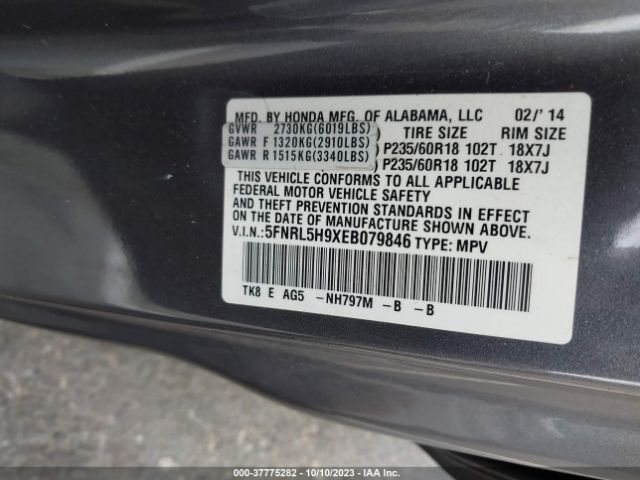 MFD. BY HONDA MFG. OF ALABAMA, LLC 02/'14
GVWR 2730KG(6019LBS) TIRE SIZE RIM SIZE
GAWR F 1320KG(2910LBS) P235/60R18 102T 18X7J
GAWR R 1515KG(3340LBS) P235/60R18 102T 18X7J
THIS VEHICLE CONFORMS TO ALL APPLICABLE
FEDERAL MOTOR VEHICLE SAFETY
AND THEFT PREVENTION STANDARDS IN EFFECT
ON THE DATE OF MANUFACTURE SHOWN ABOVE.
V.I.N.:5FNRL5H9XEB079846 TYPE: MPV
TK8 E AG5 -NH797M -B -B
000-37775282 - 10/10/2023 - IAA Inc.